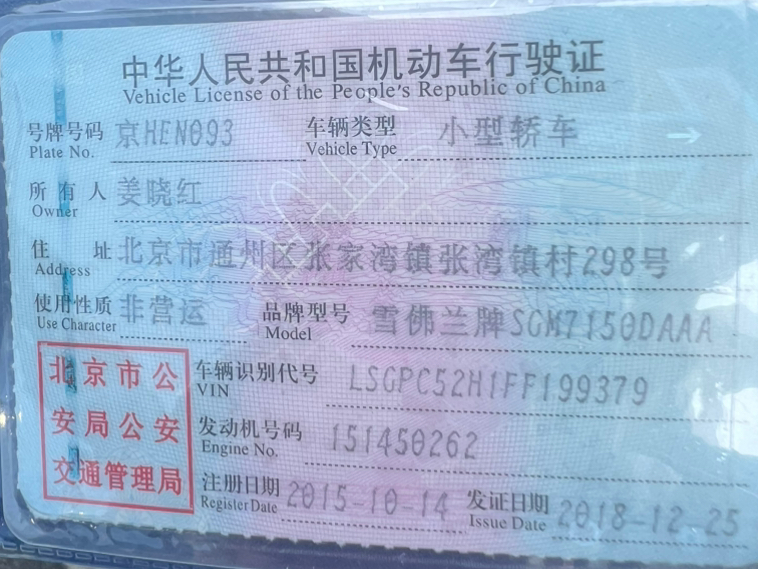 中华人民共和国机动车行驶证
Vehicle License of the People's Republic of China
号牌号码 京HEN093 车辆类型 小型轿车
Plate No. Vehicle Type
所有人 姜晓红
Owner
住址 北京市通州区张家湾镇张湾镇村298号
Address
使用性质 非营运 品牌型号 雪佛兰牌SGM7150DAAA
Use Character Model
北京市公 车辆识别代号 LSGPC52H1FF199379
VIN
安局公安 发动机号码 151450262
Engine No.
交通管理局 注册日期 2015-10-14 发证日期 2018-12-25
Register Date Issue Date